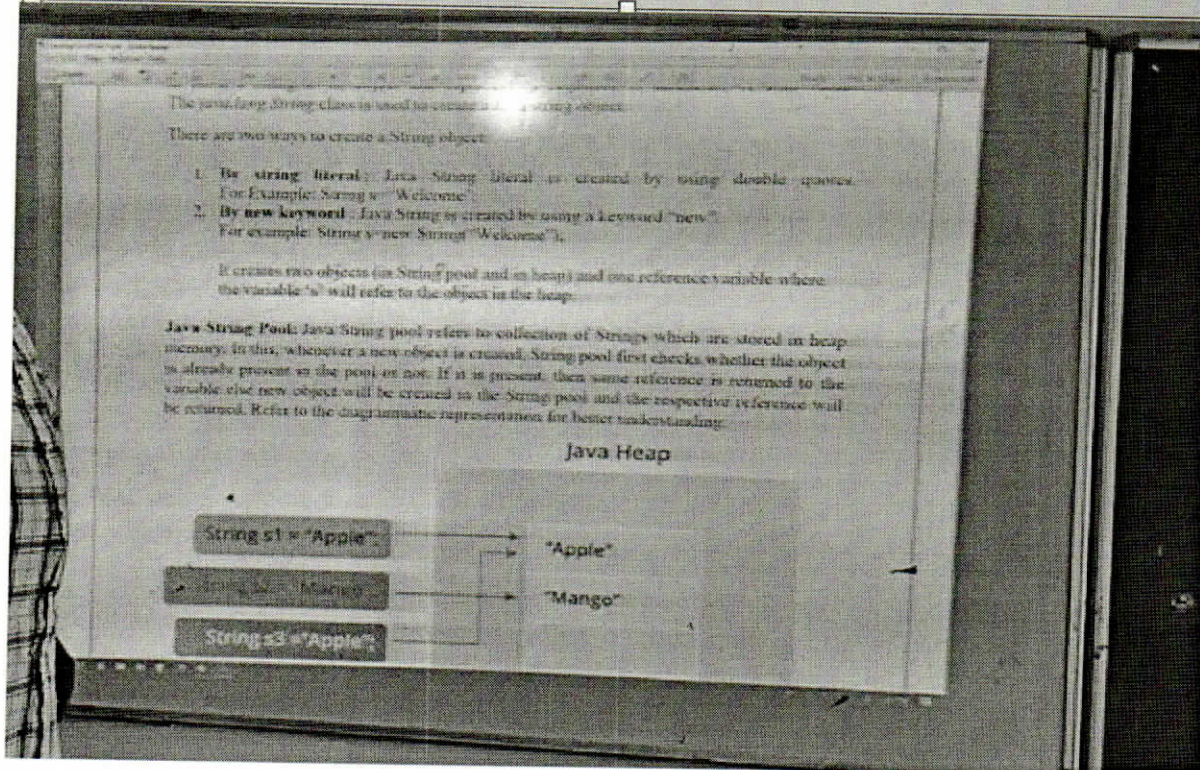 The java.lang.String class is used to create a string object.
There are two ways to create a String object:
1. By string literal : Java String literal is created by using double quotes.
For Example: String s="Welcome";
2. By new keyword : Java String is created by using a keyword "new".
For example: String s=new String("Welcome");
It creates two objects (in String pool and in heap) and one reference variable where
the variable 's' will refer to the object in the heap.
Java String Pool: Java String pool refers to collection of Strings which are stored in heap
memory. In this, whenever a new object is created, String pool first checks whether the object
is already present in the pool or not. If it is present, then same reference is returned to the
variable else new object will be created in the String pool and the respective reference will
be returned. Refer to the diagrammatic representation for better understanding:
Java Heap
String s1 = "Apple";
"Apple"
"Mango"
Mango
String s3 ="Apple";